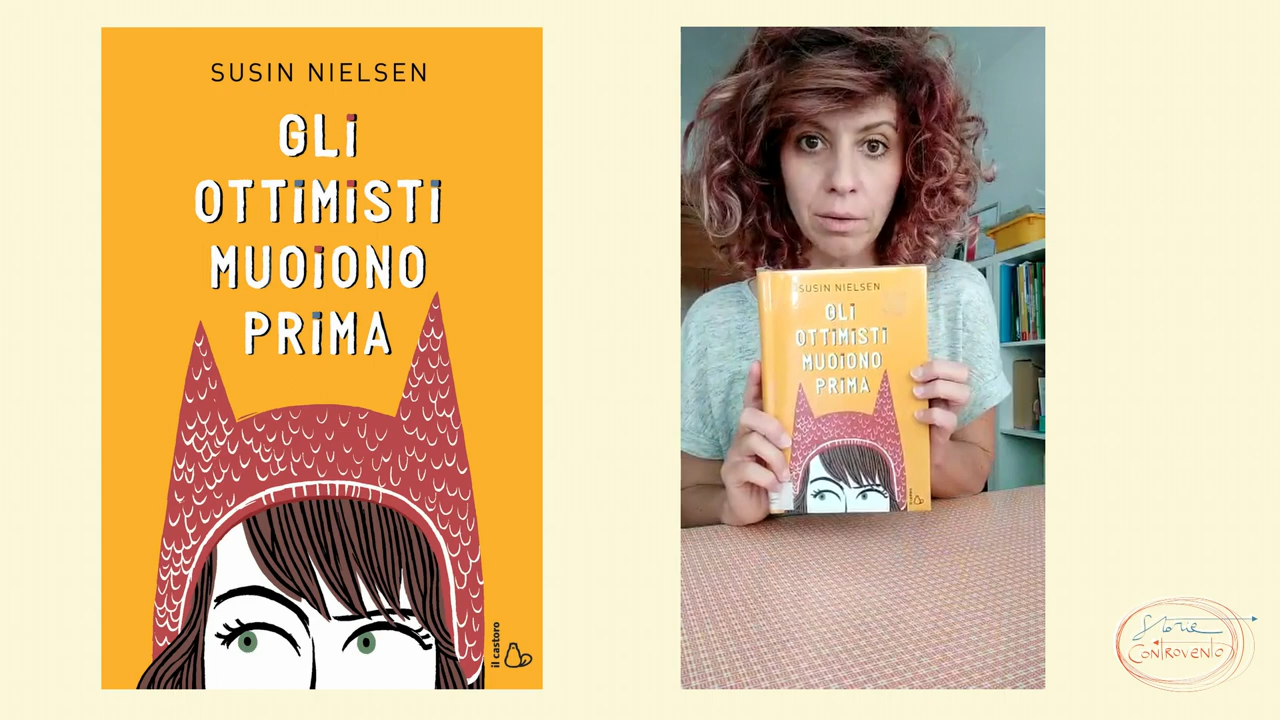 SUSIN NIELSEN
GLi
OTTiMiSTi
MUOiONO
PRiMA
il castoro
SUSIN NIELSEN
GLi
OTTiMiSTi
MUOiONO
PRiMA
Storie
CONTROVENTO